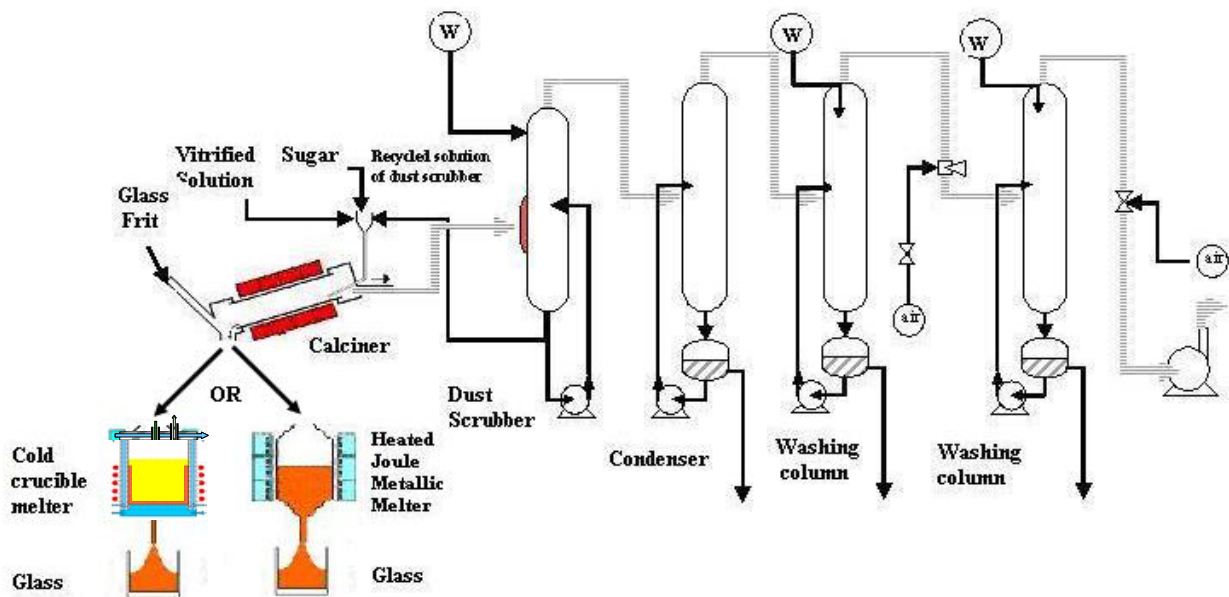 W
W
W
Vitrified
Solution
Sugar
Recycled solution
of dust scrubber
Glass
Frit
Calciner
air
air
OR
Dust
Scrubber
Condenser
Washing
column
Washing
column
Cold
crucible
melter
Heated
Joule
Metallic
Melter
Glass
Glass